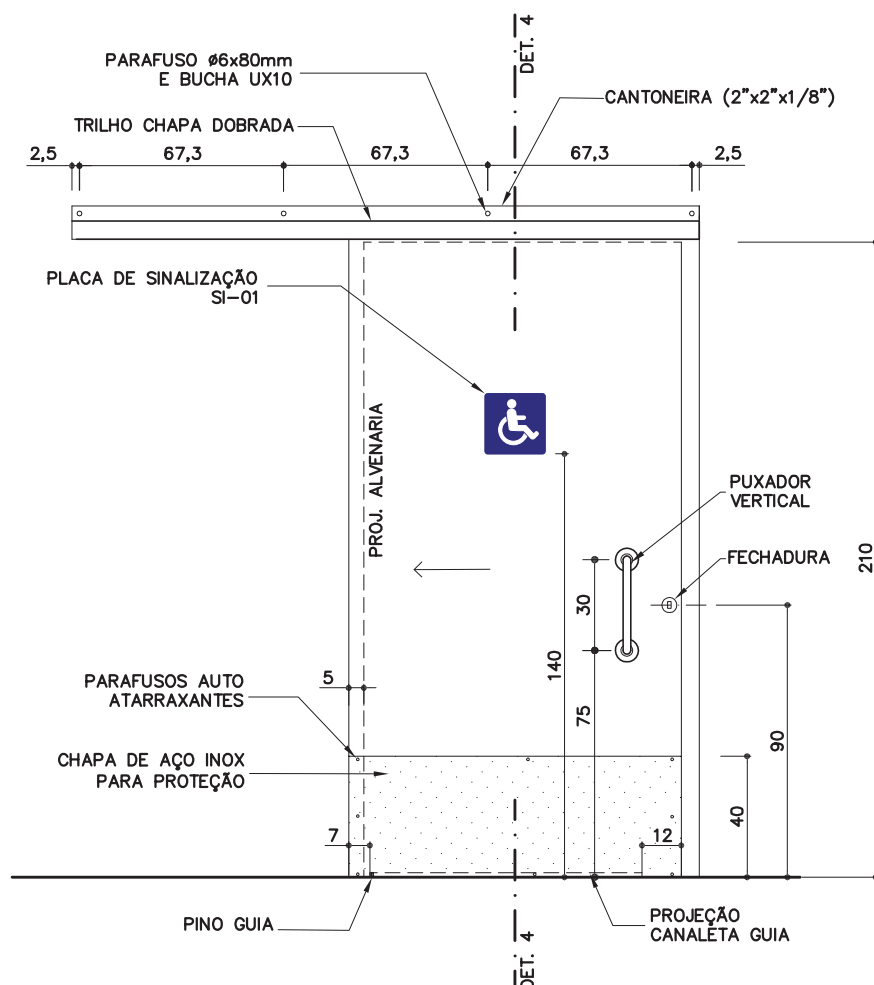 DET. 4
PARAFUSO ø6x80mm
E BUCHA UX10
CANTONEIRA (2”x2”x1/8”)
TRILHO CHAPA DOBRADA
2,5
67,3
67,3
67,3
2,5
PLACA DE SINALIZAÇÃO
SI-01
PROJ. ALVENARIA
PUXADOR
VERTICAL
FECHADURA
210
30
140
75
90
5
PARAFUSOS AUTO
ATARRAXANTES
CHAPA DE AÇO INOX
PARA PROTEÇÃO
40
7
12
PINO GUIA
PROJEÇÃO
CANALETA GUIA
DET. 4